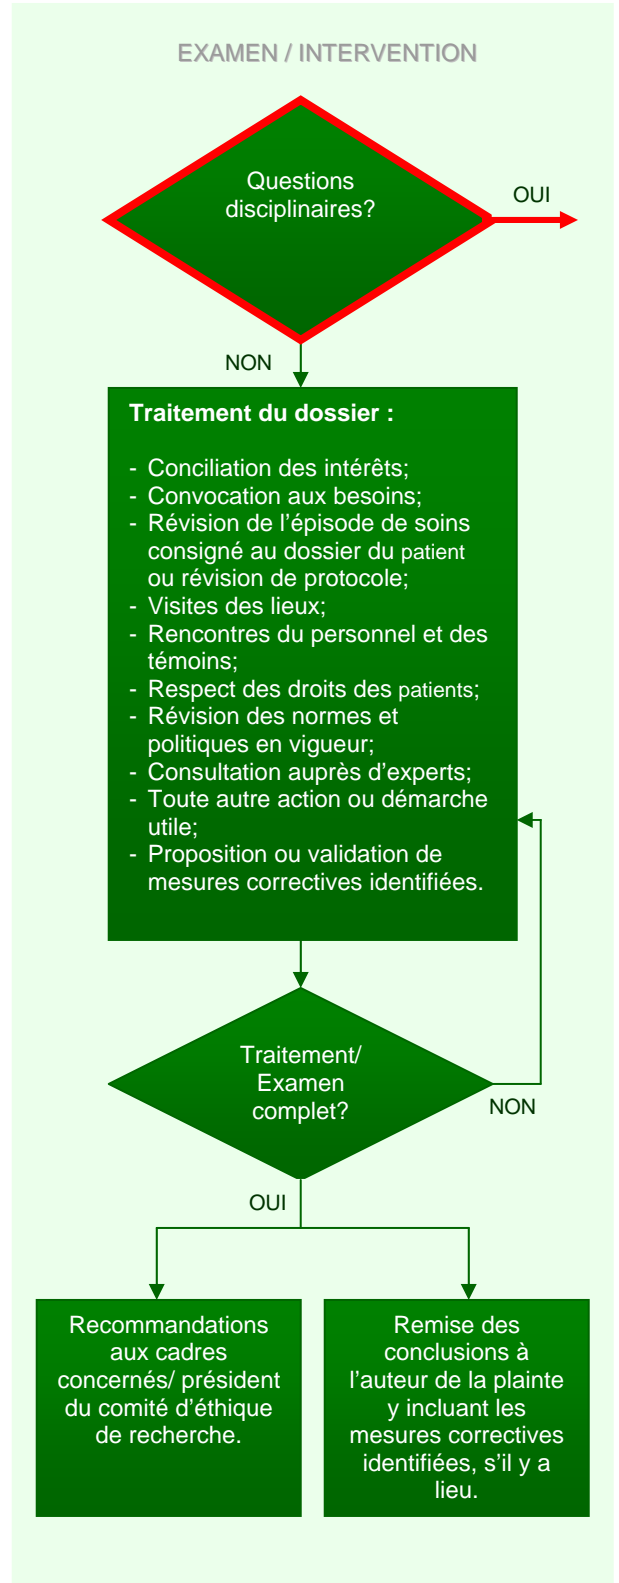 EXAMEN / INTERVENTION
Questions
disciplinaires?
OUI
NON
Traitement du dossier :
- Conciliation des intérêts;
- Convocation aux besoins;
- Révision de l’épisode de soins
consigné au dossier du patient
ou révision de protocole;
- Visites des lieux;
- Rencontres du personnel et des
témoins;
- Respect des droits des patients;
- Révision des normes et
politiques en vigueur;
- Consultation auprès d’experts;
- Toute autre action ou démarche
utile;
- Proposition ou validation de
mesures correctives identifiées.
Traitement/
Examen
complet?
NON
OUI
Recommandations
aux cadres
concernés/ président
du comité d’éthique
de recherche.
Remise des
conclusions à
l’auteur de la plainte
y incluant les
mesures correctives
identifiées, s’il y a
lieu.